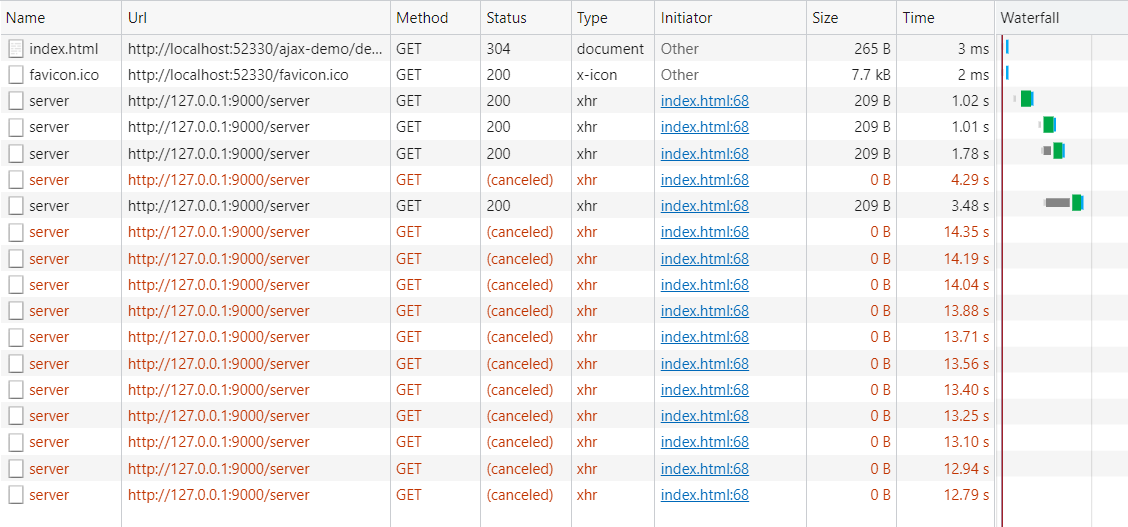 Name Url Method Status Type Initiator Size Time Waterfall
index.html http://localhost:52330/ajax-demo/de... GET 304 document Other 265 B 3 ms
favicon.ico http://localhost:52330/favicon.ico GET 200 x-icon Other 7.7 kB 2 ms
server http://127.0.0.1:9000/server GET 200 xhr index.html:68 209 B 1.02 s
server http://127.0.0.1:9000/server GET 200 xhr index.html:68 209 B 1.01 s
server http://127.0.0.1:9000/server GET 200 xhr index.html:68 209 B 1.78 s
server http://127.0.0.1:9000/server GET (canceled) xhr index.html:68 0 B 4.29 s
server http://127.0.0.1:9000/server GET 200 xhr index.html:68 209 B 3.48 s
server http://127.0.0.1:9000/server GET (canceled) xhr index.html:68 0 B 14.35 s
server http://127.0.0.1:9000/server GET (canceled) xhr index.html:68 0 B 14.19 s
server http://127.0.0.1:9000/server GET (canceled) xhr index.html:68 0 B 14.04 s
server http://127.0.0.1:9000/server GET (canceled) xhr index.html:68 0 B 13.88 s
server http://127.0.0.1:9000/server GET (canceled) xhr index.html:68 0 B 13.71 s
server http://127.0.0.1:9000/server GET (canceled) xhr index.html:68 0 B 13.56 s
server http://127.0.0.1:9000/server GET (canceled) xhr index.html:68 0 B 13.40 s
server http://127.0.0.1:9000/server GET (canceled) xhr index.html:68 0 B 13.25 s
server http://127.0.0.1:9000/server GET (canceled) xhr index.html:68 0 B 13.10 s
server http://127.0.0.1:9000/server GET (canceled) xhr index.html:68 0 B 12.94 s
server http://127.0.0.1:9000/server GET (canceled) xhr index.html:68 0 B 12.79 s